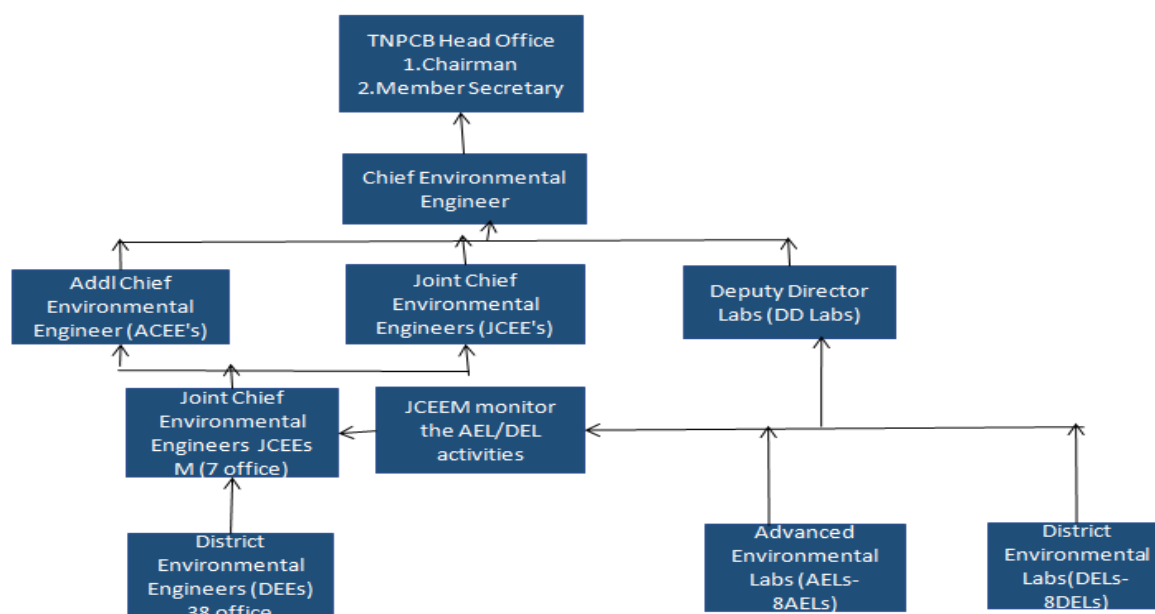 TNPCB Head Office
1.Chairman
2.Member Secretary
Chief Environmental
Engineer
Addl Chief
Environmental
Engineer (ACEE's)
Joint Chief
Environmental
Engineers (JCEE's)
Deputy Director
Labs (DD Labs)
Joint Chief
Environmental
Engineers JCEEs
M (7 office)
JCEEM monitor
the AEL/DEL
activities
District
Environmental
Engineers (DEEs)
38 office
Advanced
Environmental
Labs (AELs-
8AELs)
District
Environmental
Labs(DELs-
8DELs)